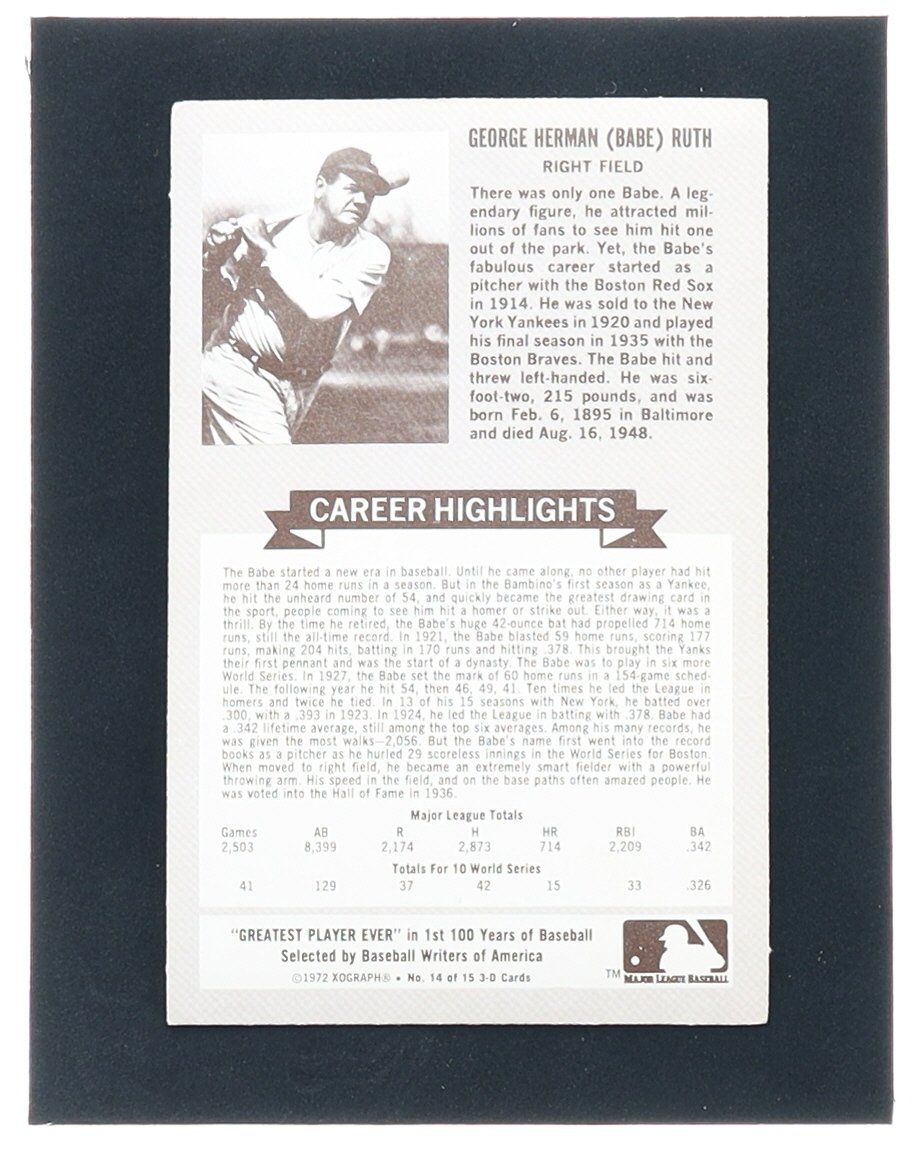 GEORGE HERMAN (BABE) RUTH
RIGHT FIELD
There was only one Babe. A leg-
endary figure, he attracted mil-
lions of fans to see him hit one
out of the park. Yet, the Babe's
fabulous career started as a
pitcher with the Boston Red Sox
in 1914. He was sold to the New
York Yankees in 1920 and played
his final season in 1935 with the
Boston Braves. The Babe hit and
threw left-handed. He was six-
foot-two, 215 pounds, and was
born Feb. 6, 1895 in Baltimore
and died Aug. 16, 1948.
CAREER HIGHLIGHTS
The Babe started a new era in baseball. Until he came along, no other player had hit
more than 24 home runs in a season. But in the Bambino's first season as a Yankee,
he hit the unheard number of 54, and quickly became the greatest drawing card in
the sport, people coming to see him hit a homer or strike out. Either way, it was a
thrill. By the time he retired, the Babe's huge 42-ounce bat had propelled 714 home
runs, still the all-time record. In 1921, the Babe blasted 59 home runs, scoring 177
runs, making 204 hits, batting in 170 runs and hitting .378. This brought the Yanks
their first pennant and was the start of a dynasty. The Babe was to play in six more
World Series. In 1927, the Babe set the mark of 60 home runs in a 154-game sched-
ule. The following year he hit 54, then 46, 49, 41. Ten times he led the League in
homers and twice he tied. In 13 of his 15 seasons with New York, he batted over
.300, with a .393 in 1923. In 1924, he led the League in batting with .378. Babe had
a .342 lifetime average, still among the top six averages. Among his many records, he
was given the most walks—2,056. But the Babe's name first went into the record
books as a pitcher as he hurled 29 scoreless innings in the World Series for Boston.
When moved to right field, he became an extremely smart fielder with a powerful
throwing arm. His speed in the field, and on the base paths often amazed people. He
was voted into the Hall of Fame in 1936.
Major League Totals
Games AB R H HR RBI BA
2,503 8,399 2,174 2,873 714 2,209 .342
Totals For 10 World Series
41 129 37 42 15 33 .326
"GREATEST PLAYER EVER" in 1st 100 Years of Baseball
Selected by Baseball Writers of America
©1972 XOGRAPH® • No. 14 of 15 3-D Cards
TM MAJOR LEAGUE BASEBALL